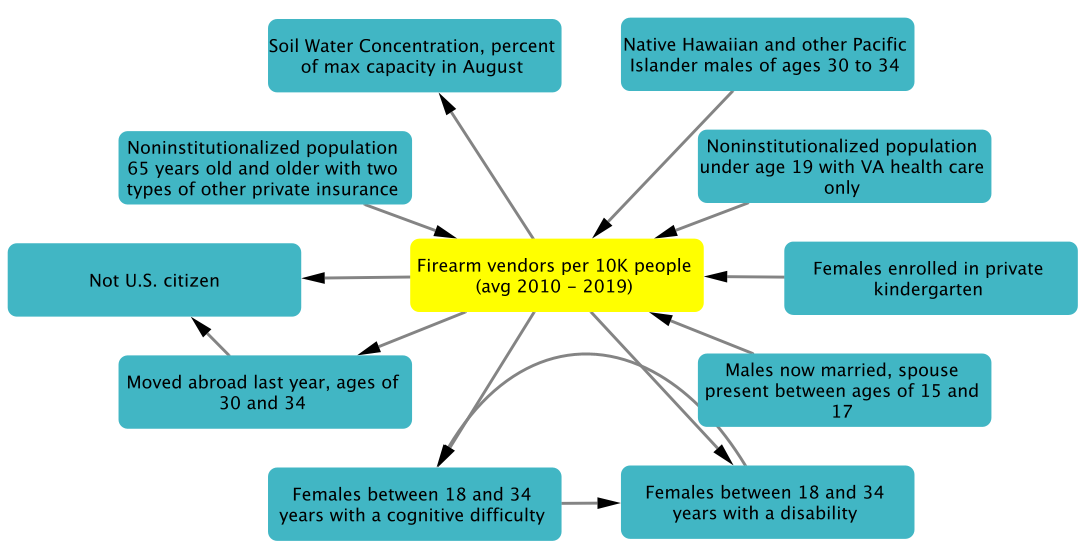 Soil Water Concentration, percent
of max capacity in August
Native Hawaiian and other Pacific
Islander males of ages 30 to 34
Noninstitutionalized population
65 years old and older with two
types of other private insurance
Noninstitutionalized population
under age 19 with VA health care
only
Not U.S. citizen
Firearm vendors per 10K people
(avg 2010 - 2019)
Females enrolled in private
kindergarten
Moved abroad last year, ages of
30 and 34
Males now married, spouse
present between ages of 15 and
17
Females between 18 and 34
years with a cognitive difficulty
Females between 18 and 34
years with a disability